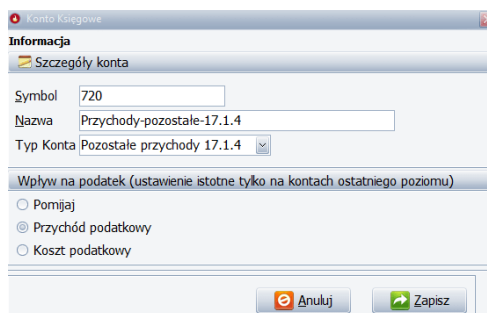 Konto Księgowe
Informacja
Szczegóły konta
Symbol 720
Nazwa Przychody-pozostałe-17.1.4
Typ Konta Pozostałe przychody 17.1.4
Wpływ na podatek (ustawienie istotne tylko na kontach ostatniego poziomu)
Pomijaj
Przychód podatkowy
Koszt podatkowy
Anuluj Zapisz